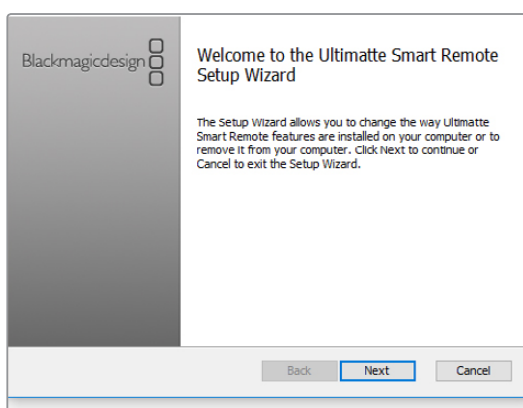 Blackmagicdesign
Welcome to the Ultimatte Smart Remote
Setup Wizard
The Setup Wizard allows you to change the way Ultimatte
Smart Remote features are installed on your computer or to
remove it from your computer. Click Next to continue or
Cancel to exit the Setup Wizard.
Back
Next
Cancel